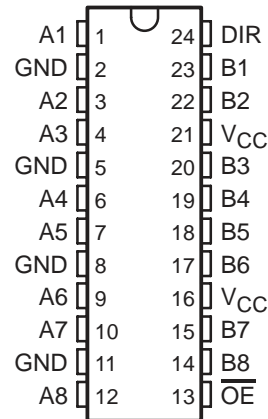 A1 1 24 DIR
GND 2 23 B1
A2 3 22 B2
A3 4 21 VCC
GND 5 20 B3
A4 6 19 B4
A5 7 18 B5
GND 8 17 B6
A6 9 16 VCC
A7 10 15 B7
GND 11 14 B8
A8 12 13 O̅E̅